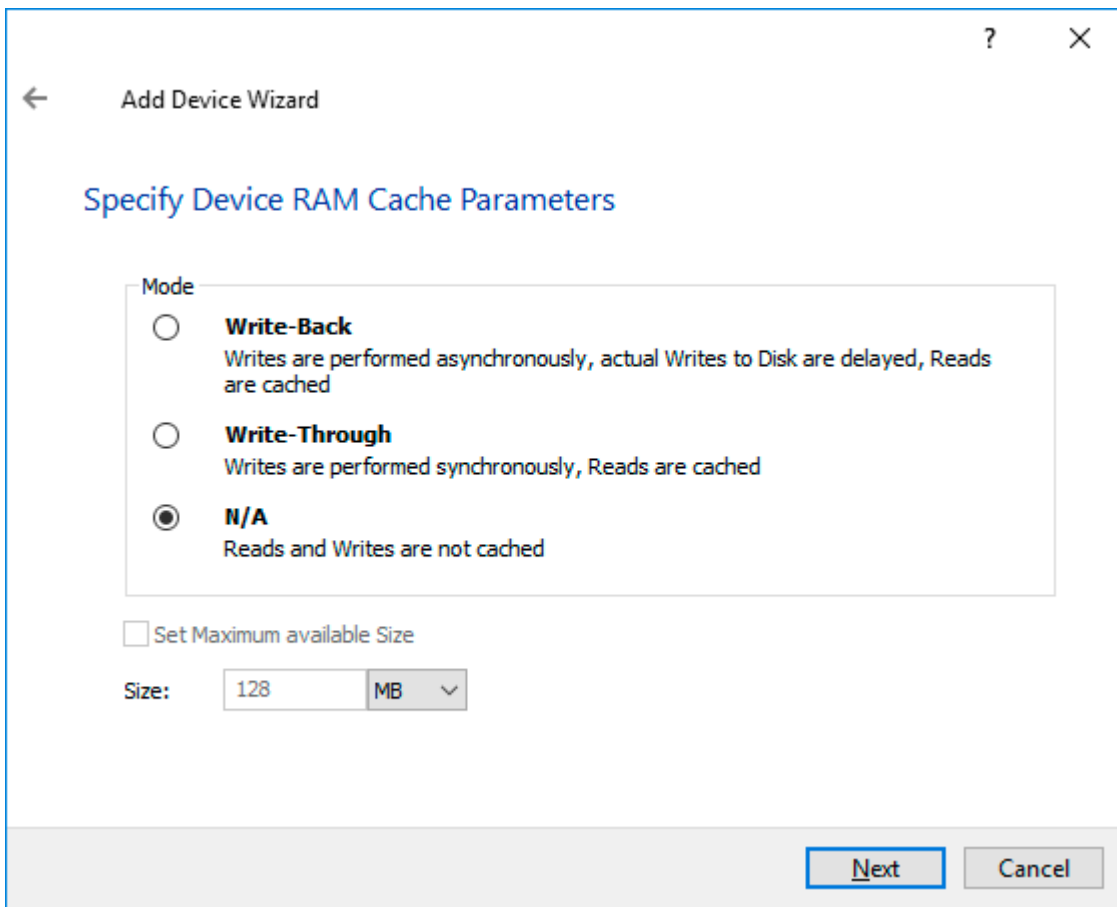 ?
Add Device Wizard
Specify Device RAM Cache Parameters
Mode
Write-Back
Writes are performed asynchronously, actual Writes to Disk are delayed, Reads
are cached
Write-Through
Writes are performed synchronously, Reads are cached
N/A
Reads and Writes are not cached
Set Maximum available Size
Size: 128 MB
Next Cancel